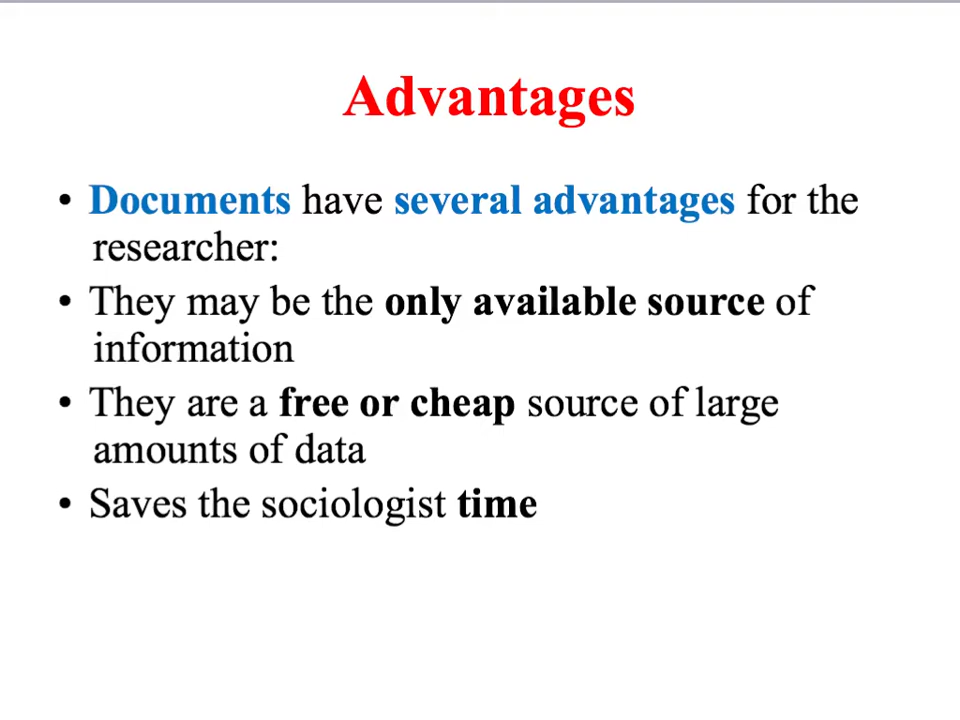 Advantages
• Documents have several advantages for the
researcher:
• They may be the only available source of
information
• They are a free or cheap source of large
amounts of data
• Saves the sociologist time